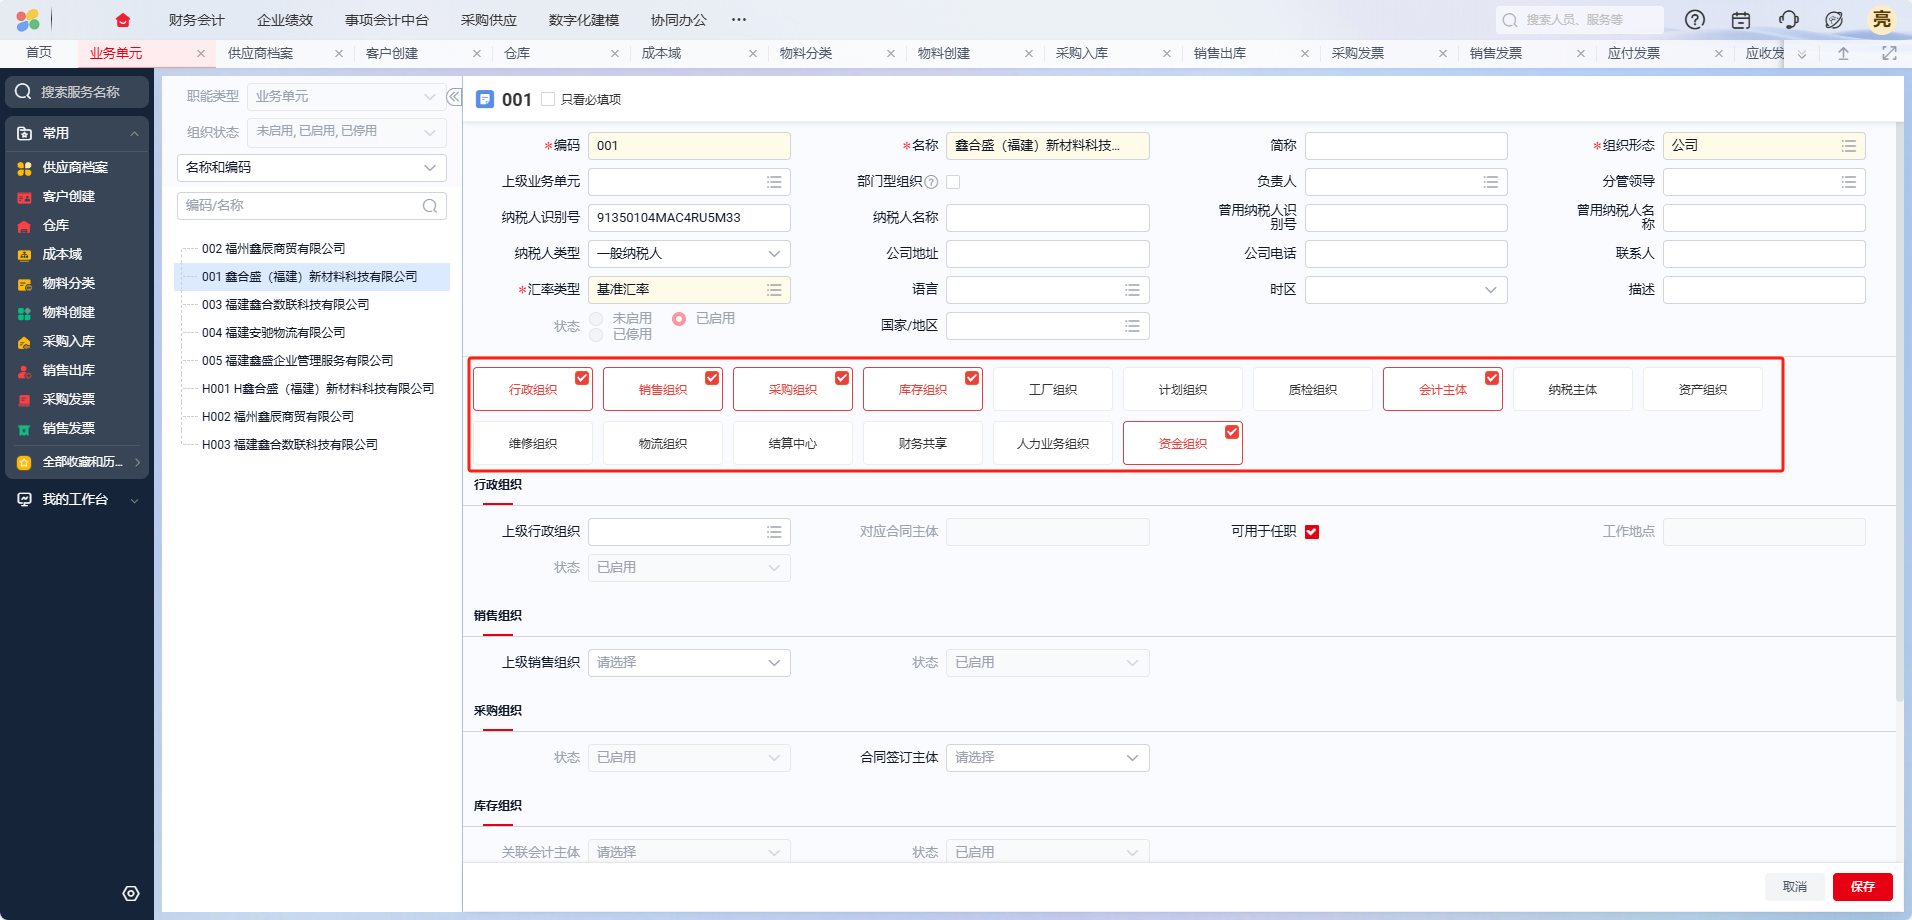 财务会计 企业绩效 事项会计中台 采购供应 数字化建模 协同办公 ··· 搜索人员、服务等 亮
首页 业务单元 供应商档案 客户创建 仓库 成本域 物料分类 物料创建 采购入库 销售出库 采购发票 销售发票 应付发票 应收发
搜索服务名称
常用
供应商档案
客户创建
仓库
成本域
物料分类
物料创建
采购入库
销售出库
采购发票
销售发票
全部收藏和历...
我的工作台
职能类型 业务单元
组织状态 未启用, 已启用, 已停用
名称和编码
编码/名称
002 福州鑫辰商贸有限公司
001 鑫合盛（福建）新材料科技有限公司
003 福建鑫合数联科技有限公司
004 福建安驰物流有限公司
005 福建鑫盛企业管理服务有限公司
H001 H鑫合盛（福建）新材料科技有限公司
H002 福州鑫辰商贸有限公司
H003 福建鑫合数联科技有限公司
001 只看必填项
*编码 001 *名称 鑫合盛（福建）新材料科技... 简称 *组织形态 公司
上级业务单元 部门型组织 负责人 分管领导
纳税人识别号 91350104MAC4RU5M33 纳税人名称 曾用纳税人识别号 曾用纳税人名称
纳税人类型 一般纳税人 公司地址 公司电话 联系人
*汇率类型 基准汇率 语言 时区 描述
状态 未启用 已启用 已停用 国家/地区
行政组织 销售组织 采购组织 库存组织 工厂组织 计划组织 质检组织 会计主体 纳税主体 资产组织
维修组织 物流组织 结算中心 财务共享 人力业务组织 资金组织
行政组织
上级行政组织 对应合同主体 可用于任职 工作地点
状态 已启用
销售组织
上级销售组织 请选择 状态 已启用
采购组织
状态 已启用 合同签订主体 请选择
库存组织
关联会计主体 请选择 状态 已启用
取消 保存